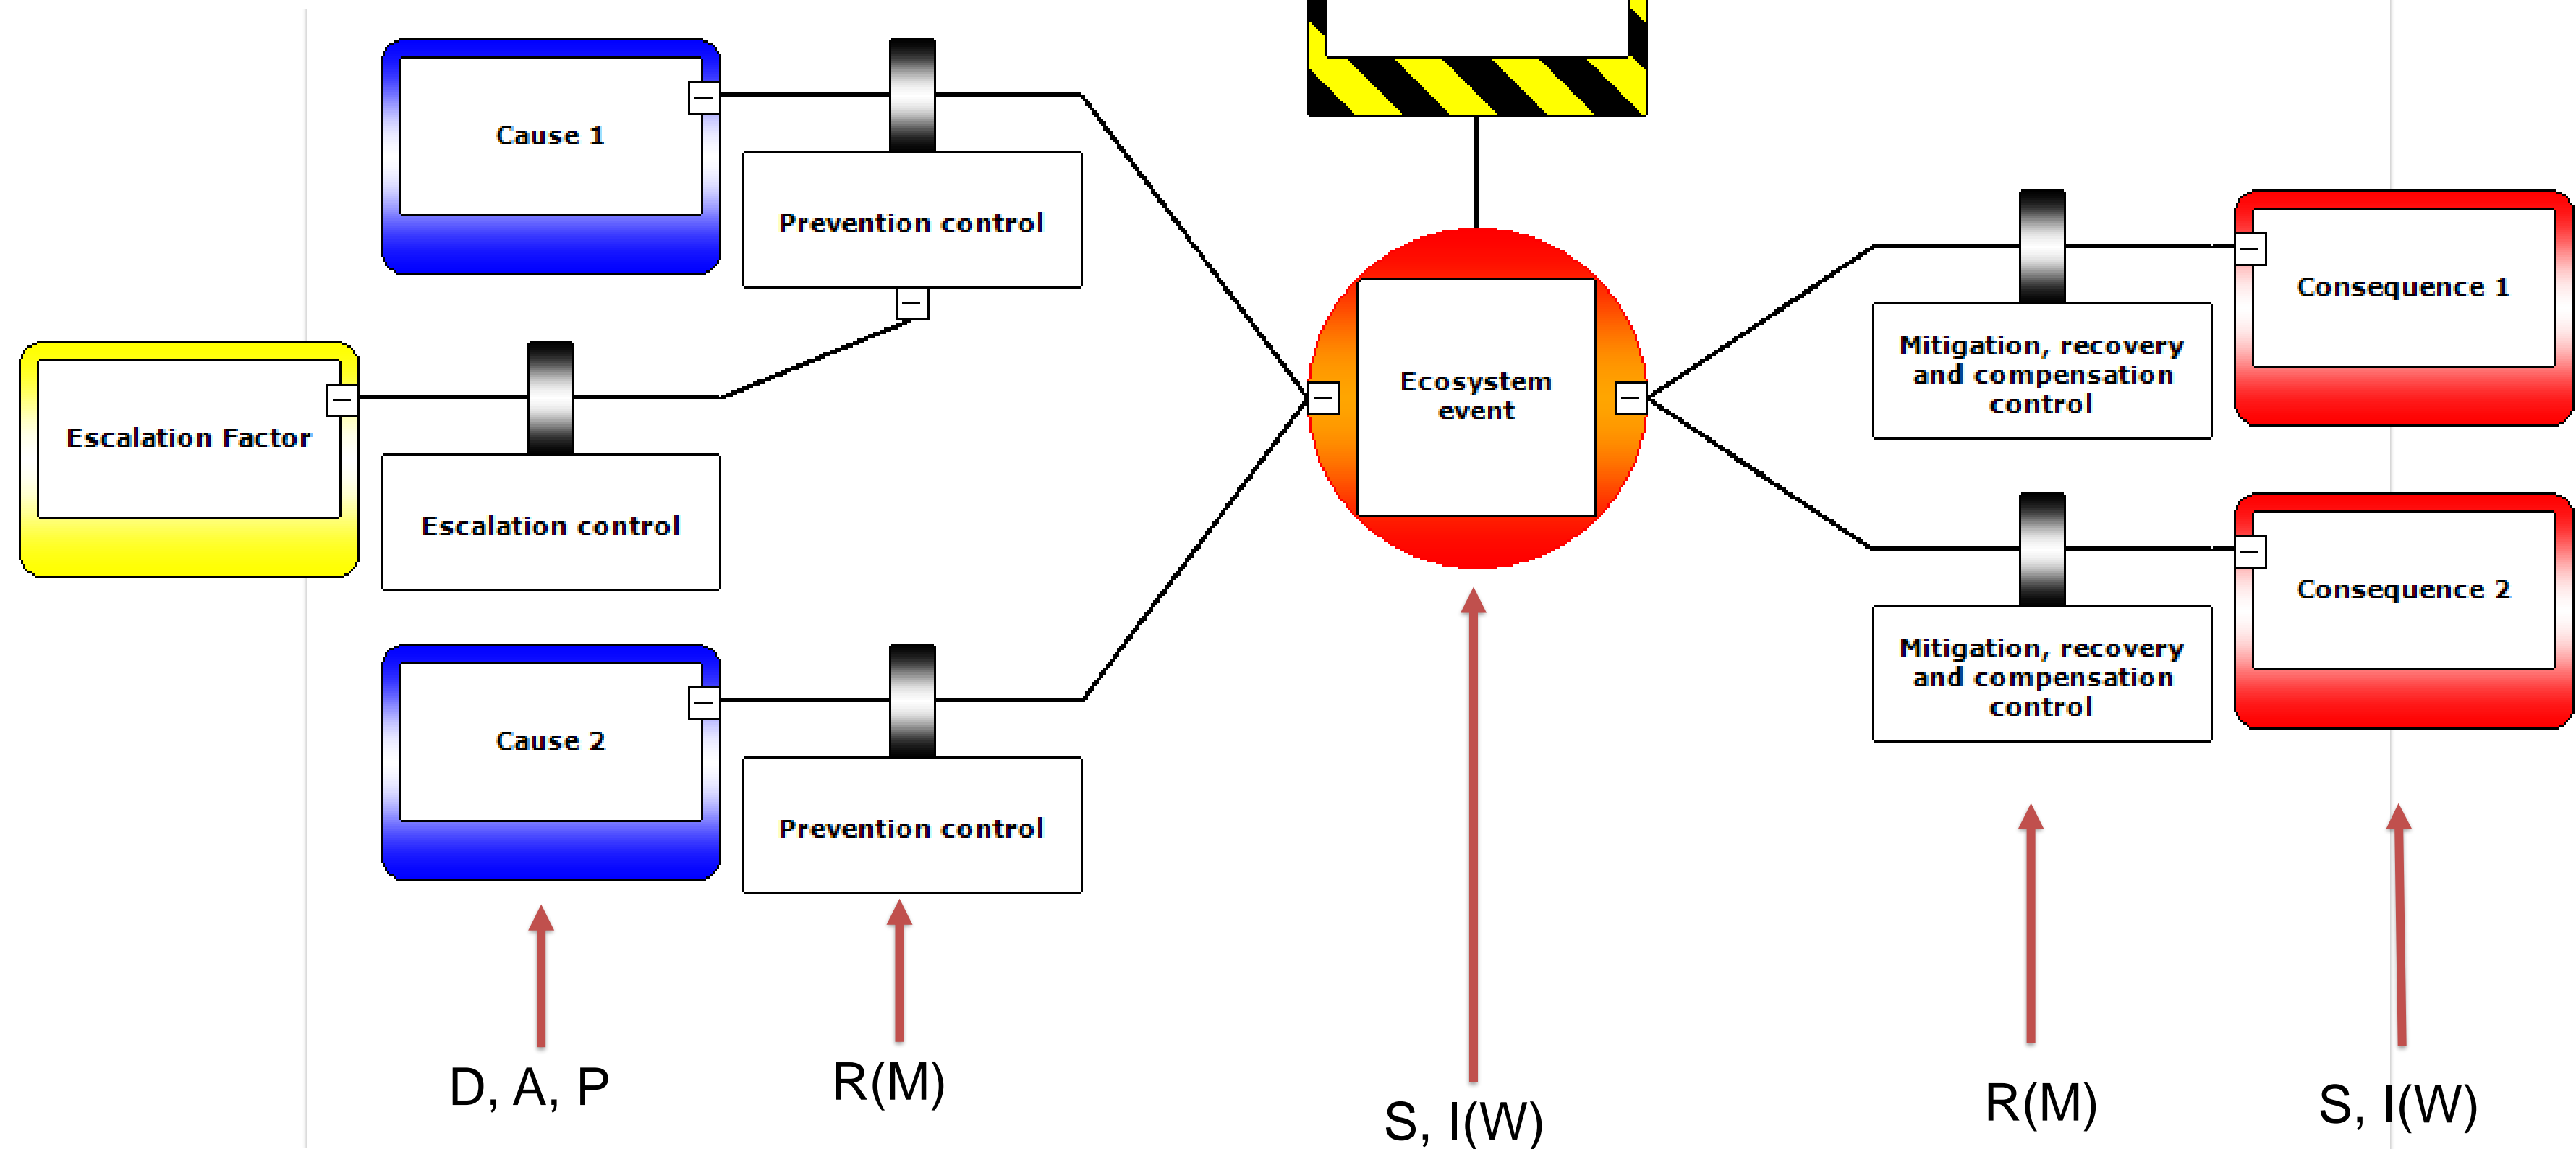 Cause 1
Prevention control
Escalation Factor
Escalation control
Cause 2
Prevention control
Ecosystem
event
Mitigation, recovery
and compensation
control
Consequence 1
Mitigation, recovery
and compensation
control
Consequence 2
D, A, P
R(M)
S, I(W)
R(M)
S, I(W)